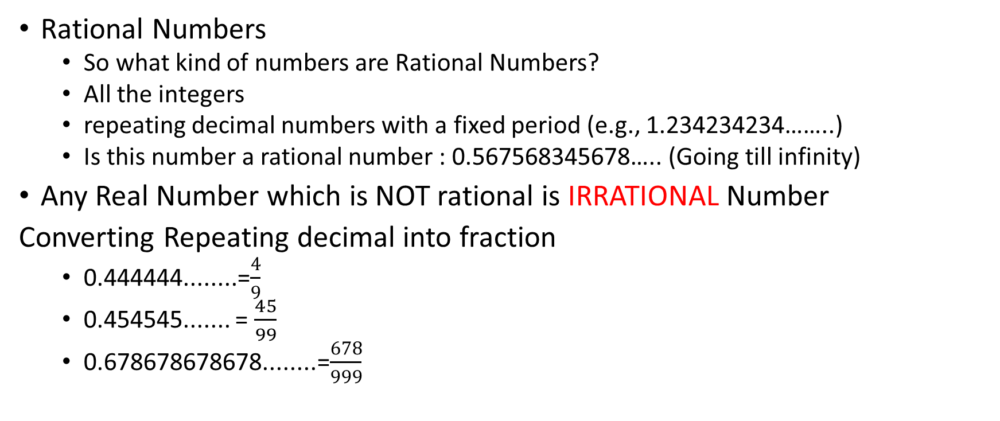 • Rational Numbers
• So what kind of numbers are Rational Numbers?
• All the integers
• repeating decimal numbers with a fixed period (e.g., 1.234234234........)
• Is this number a rational number : 0.567568345678..... (Going till infinity)
• Any Real Number which is NOT rational is IRRATIONAL Number
Converting Repeating decimal into fraction
• 0.444444........=4/9
• 0.454545....... = 45/99
• 0.678678678678........=678/999